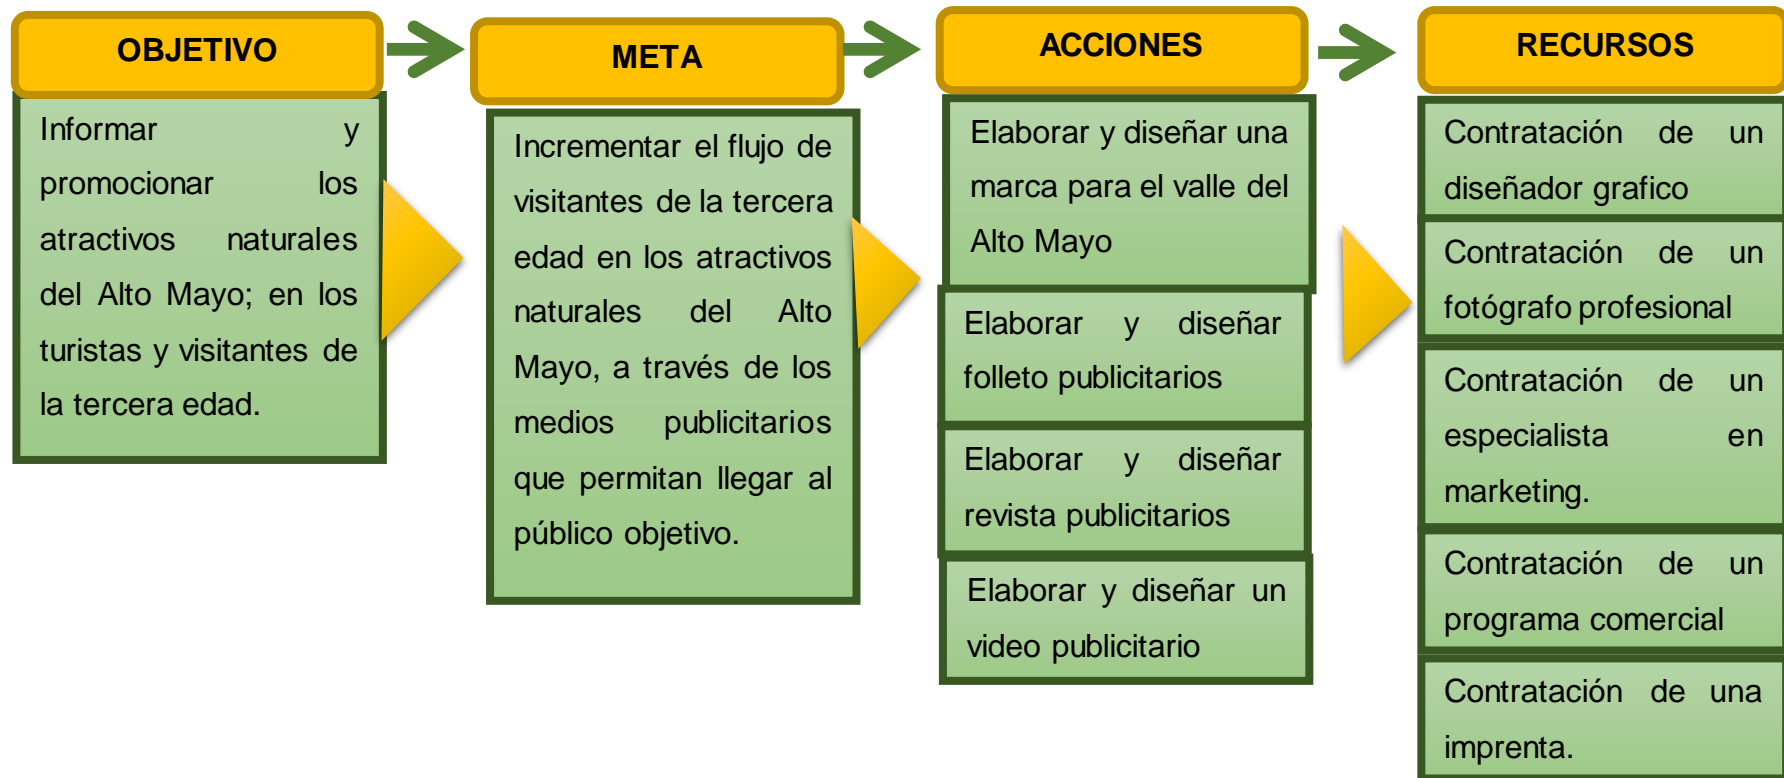 OBJETIVO
Informar y
promocionar los
atractivos naturales
del Alto Mayo; en los
turistas y visitantes de
la tercera edad.
META
Incrementar el flujo de
visitantes de la tercera
edad en los atractivos
naturales del Alto
Mayo, a través de los
medios publicitarios
que permitan llegar al
público objetivo.
ACCIONES
Elaborar y diseñar una
marca para el valle del
Alto Mayo
Elaborar y diseñar
folleto publicitarios
Elaborar y diseñar
revista publicitarios
Elaborar y diseñar un
video publicitario
RECURSOS
Contratación de un
diseñador grafico
Contratación de un
fotógrafo profesional
Contratación de un
especialista en
marketing.
Contratación de un
programa comercial
Contratación de una
imprenta.